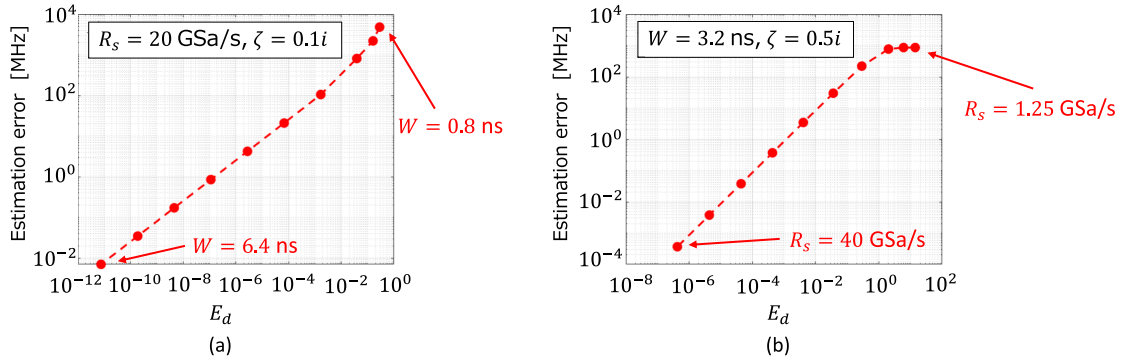 R_s = 20 GSa/s, ζ = 0.1i
Estimation error [MHz]
10^4
10^2
10^0
10^-2
W = 0.8 ns
W = 6.4 ns
10^-12 10^-10 10^-8 10^-6 10^-4 10^-2 10^0
E_d
(a)
W = 3.2 ns, ζ = 0.5i
Estimation error [MHz]
10^4
10^2
10^0
10^-2
10^-4
R_s = 1.25 GSa/s
R_s = 40 GSa/s
10^-8 10^-6 10^-4 10^-2 10^0 10^2
E_d
(b)